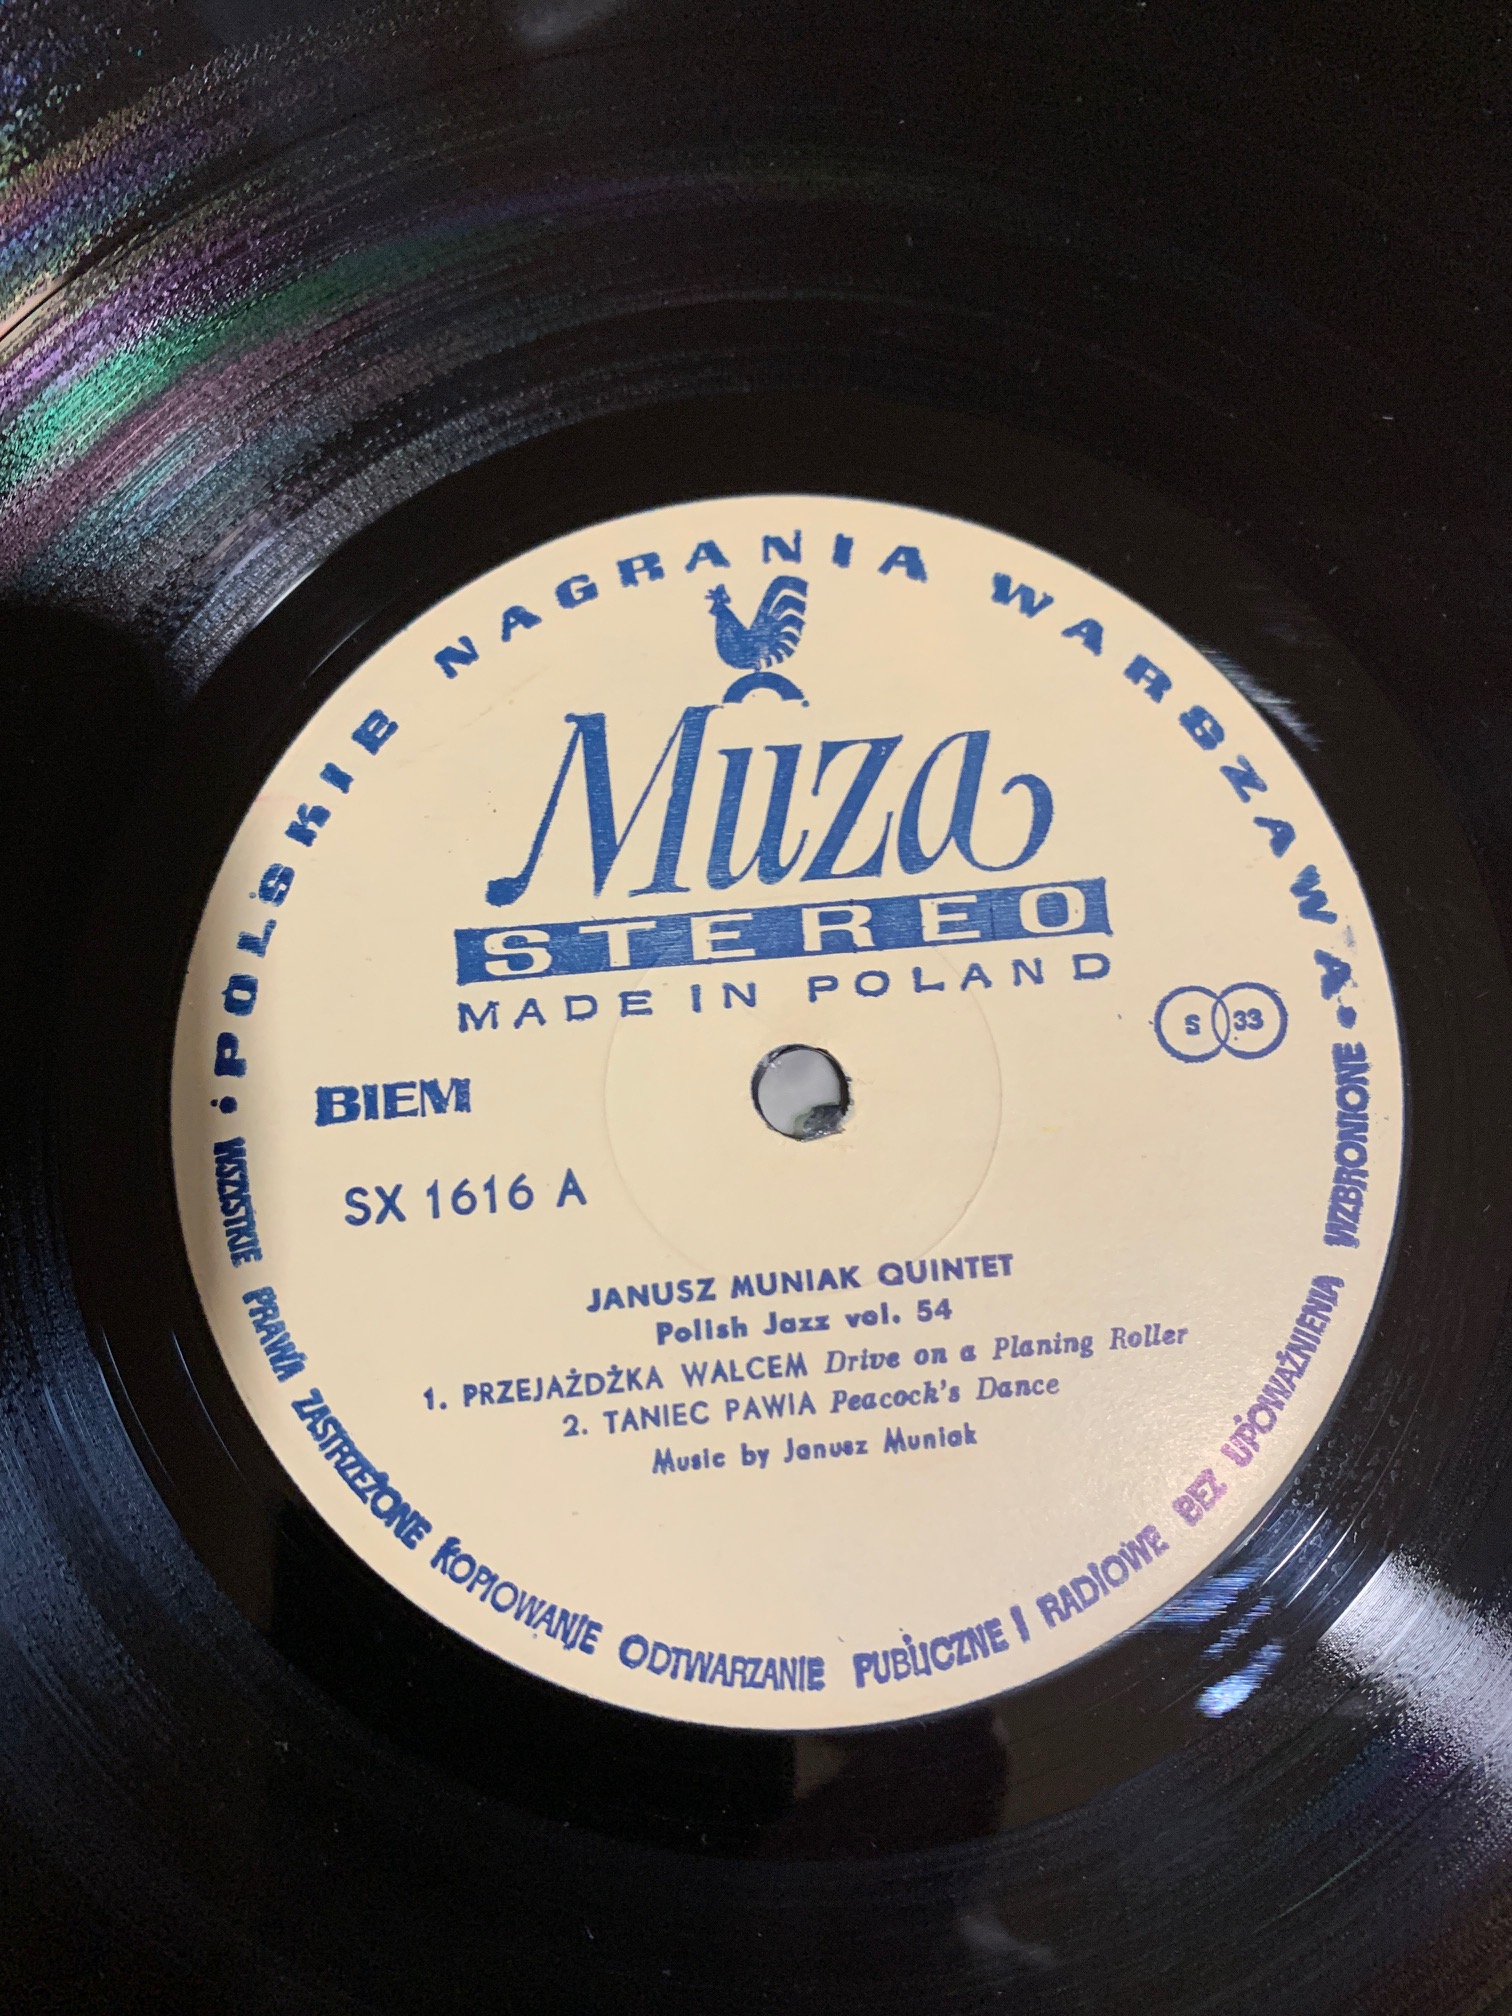 POLSKIE NAGRANIA WARSZAWA
Muza
STEREO
MADE IN POLAND
S 33
BIEM
SX 1616 A
JANUSZ MUNIAK QUINTET
Polish Jazz vol. 54
1. PRZEJAŻDŻKA WALCEM Drive on a Planing Roller
2. TANIEC PAWIA Peacock's Dance
Music by Janusz Muniak
WSZYSTKIE PRAWA ZASTRZEŻONE KOPIOWANIE ODTWARZANIE PUBLICZNE I RADIOWE BEZ UPOWAŻNIENIA WZBRONIONE